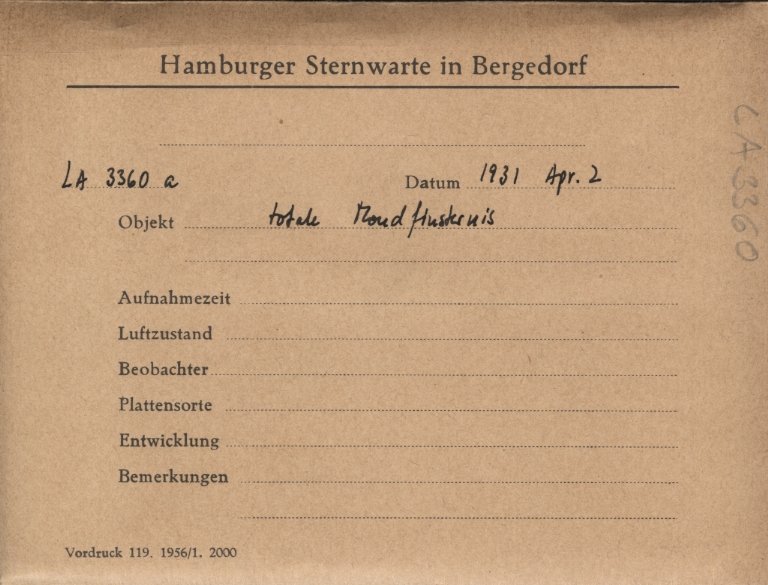 Hamburger Sternwarte in Bergedorf
LA 3360 a
Datum 1931 Apr. 2
Objekt totale Mondfinsternis
Aufnahmezeit
Luftzustand
Beobachter
Plattensorte
Entwicklung
Bemerkungen
Vordruck 119. 1956/1. 2000
LA 3360